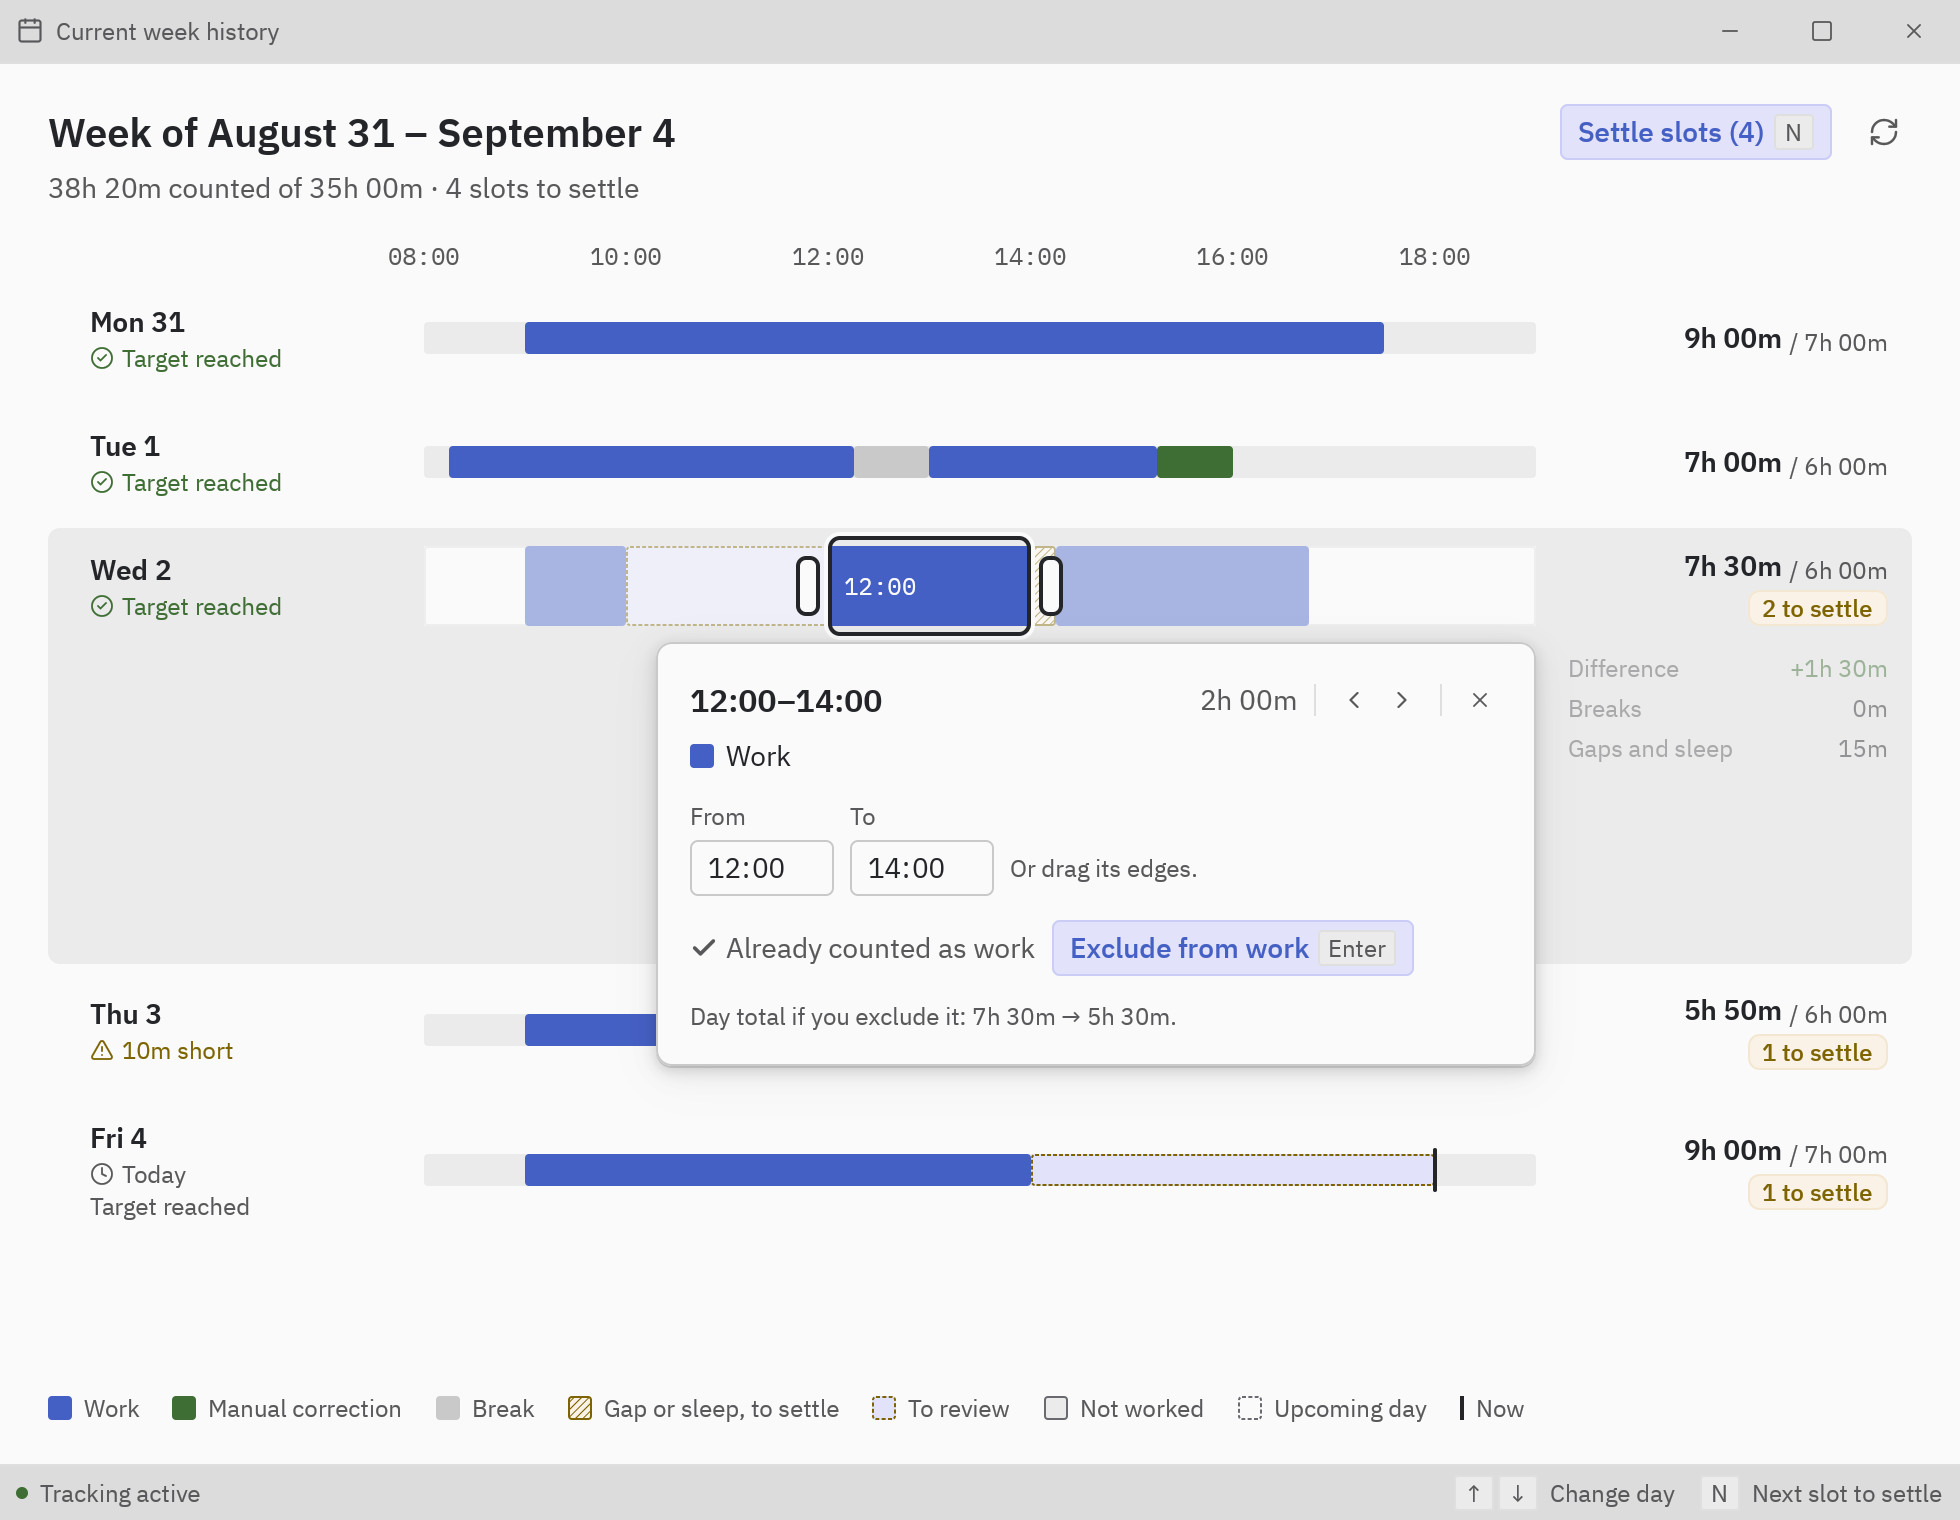 Current week history
Week of August 31 – September 4
Settle slots (4) N
38h 20m counted of 35h 00m · 4 slots to settle
08:00 10:00 12:00 14:00 16:00 18:00
Mon 31
Target reached
9h 00m / 7h 00m
Tue 1
Target reached
7h 00m / 6h 00m
Wed 2
Target reached
12:00
7h 30m / 6h 00m
2 to settle
Difference +1h 30m
Breaks 0m
Gaps and sleep 15m
12:00–14:00 2h 00m
Work
From To
12:00 14:00 Or drag its edges.
Already counted as work Exclude from work Enter
Day total if you exclude it: 7h 30m → 5h 30m.
Thu 3
10m short
5h 50m / 6h 00m
1 to settle
Fri 4
Today
Target reached
9h 00m / 7h 00m
1 to settle
Work Manual correction Break Gap or sleep, to settle To review Not worked Upcoming day Now
Tracking active ↑ ↓ Change day N Next slot to settle